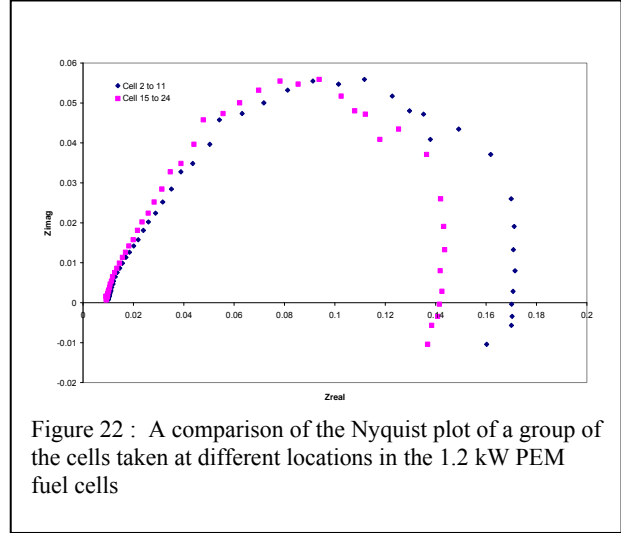 0.06
Cell 2 to 11
Cell 15 to 24
0.05
0.04
0.03
Zimag
0.02
0.01
0
0 0.02 0.04 0.06 0.08 0.1 0.12 0.14 0.16 0.18 0.2
-0.01
-0.02
Zreal
Figure 22 : A comparison of the Nyquist plot of a group of
the cells taken at different locations in the 1.2 kW PEM
fuel cells